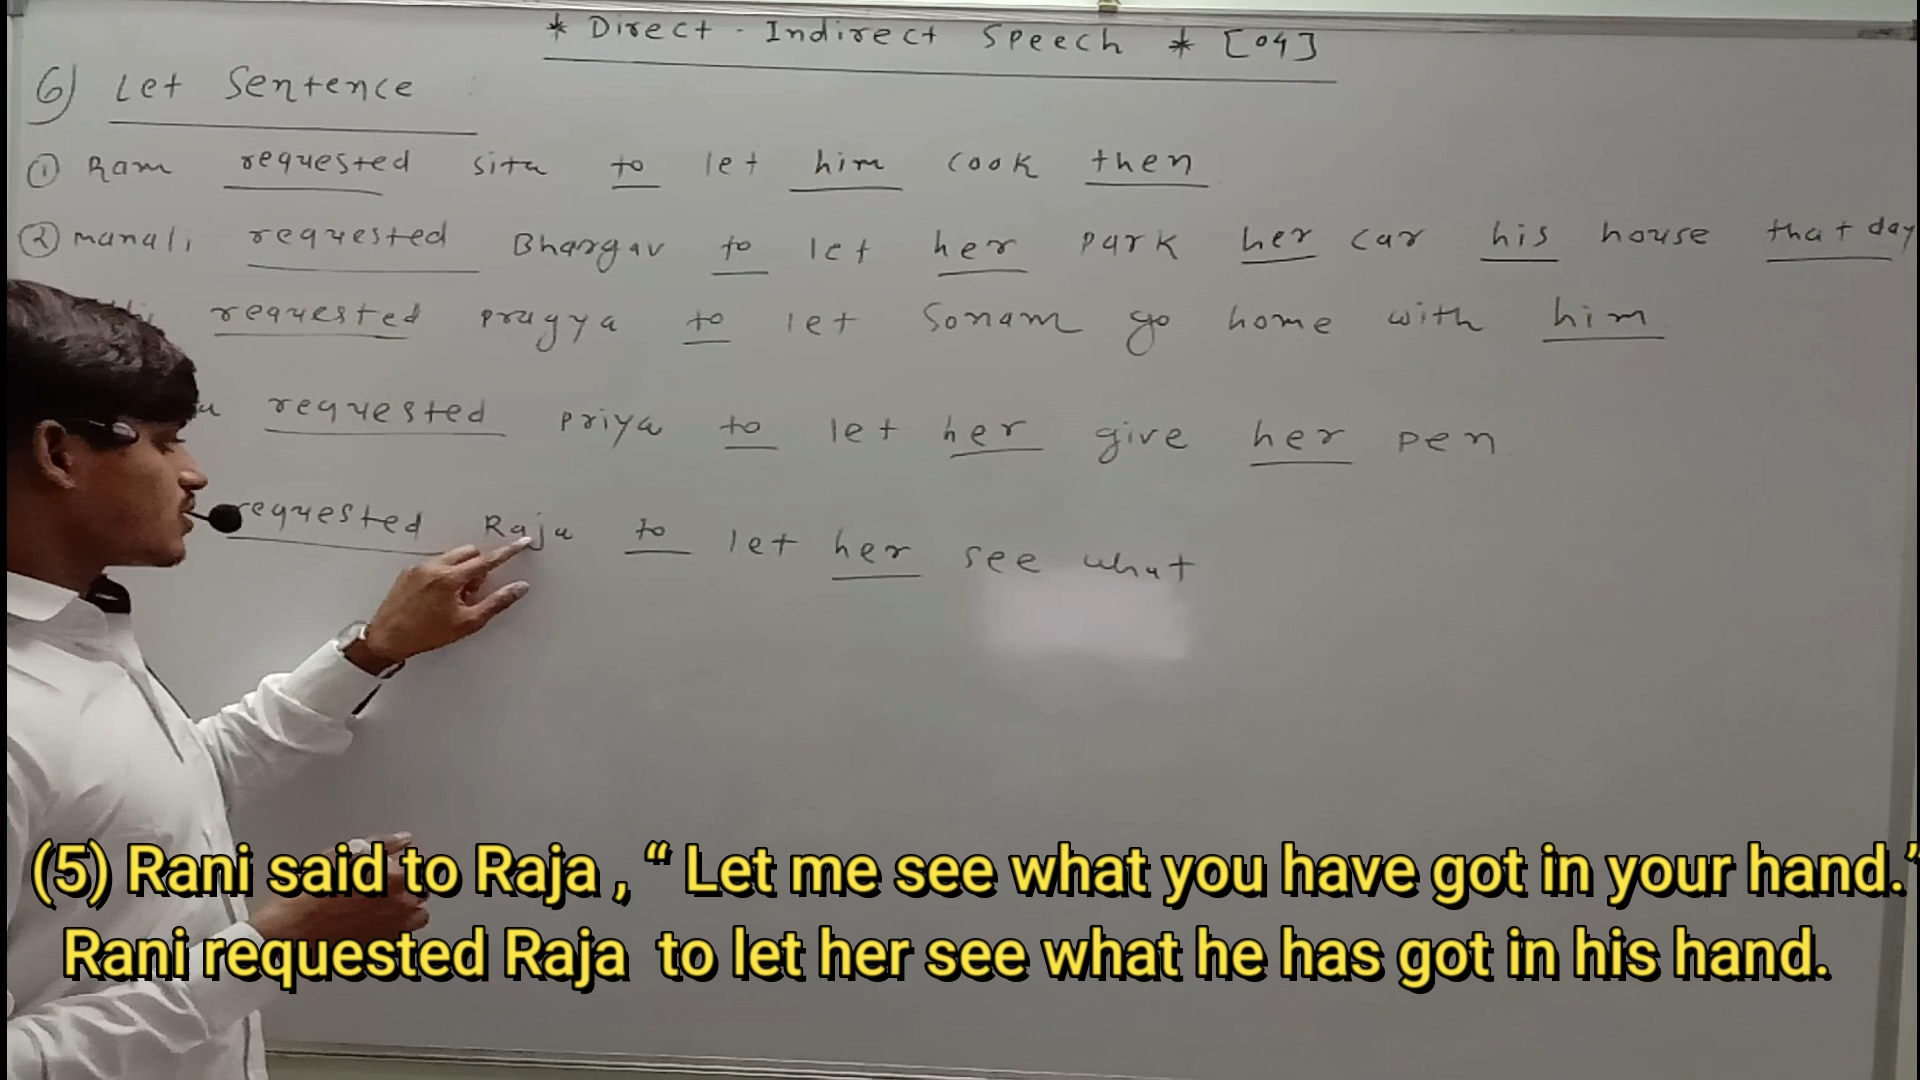 * Direct - Indirect Speech * [04]
6) Let Sentence
① Ram requested sita to let him cook then
② manali requested Bhargav to let her park her car his house that day
requested pragya to let Sonam go home with him
requested priya to let her give her pen
requested Raja to let her see what
(5) Rani said to Raja , “ Let me see what you have got in your hand.”
Rani requested Raja to let her see what he has got in his hand.